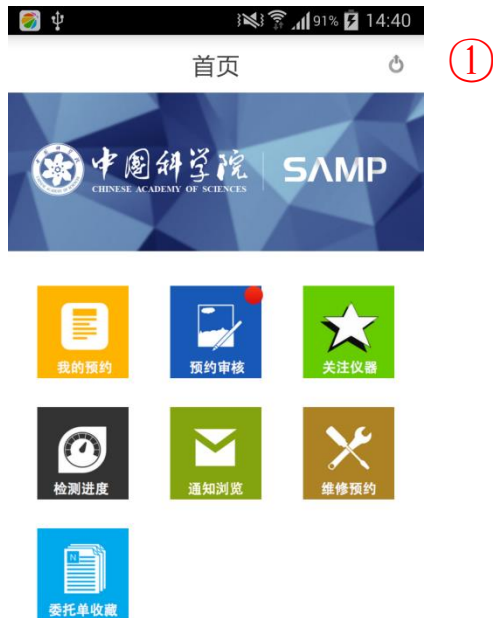 91% 14:40
首页
①
中國科学院 SAMP
CHINESE ACADEMY OF SCIENCES
我的预约 预约审核 关注仪器
检测进度 通知浏览 维修预约
N
委托单收藏